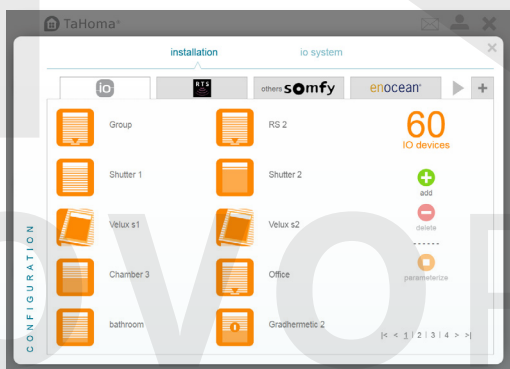 TaHoma
installation
io system
io
RTS
others somfy
enocean
+
Group
RS 2
60
IO devices
Shutter 1
Shutter 2
add
Velux s1
Velux s2
delete
CONFIGURATION
Chamber 3
Office
parameterize
bathroom
Gradhermetic 2
|< < 1 | 2 | 3 | 4 > >|